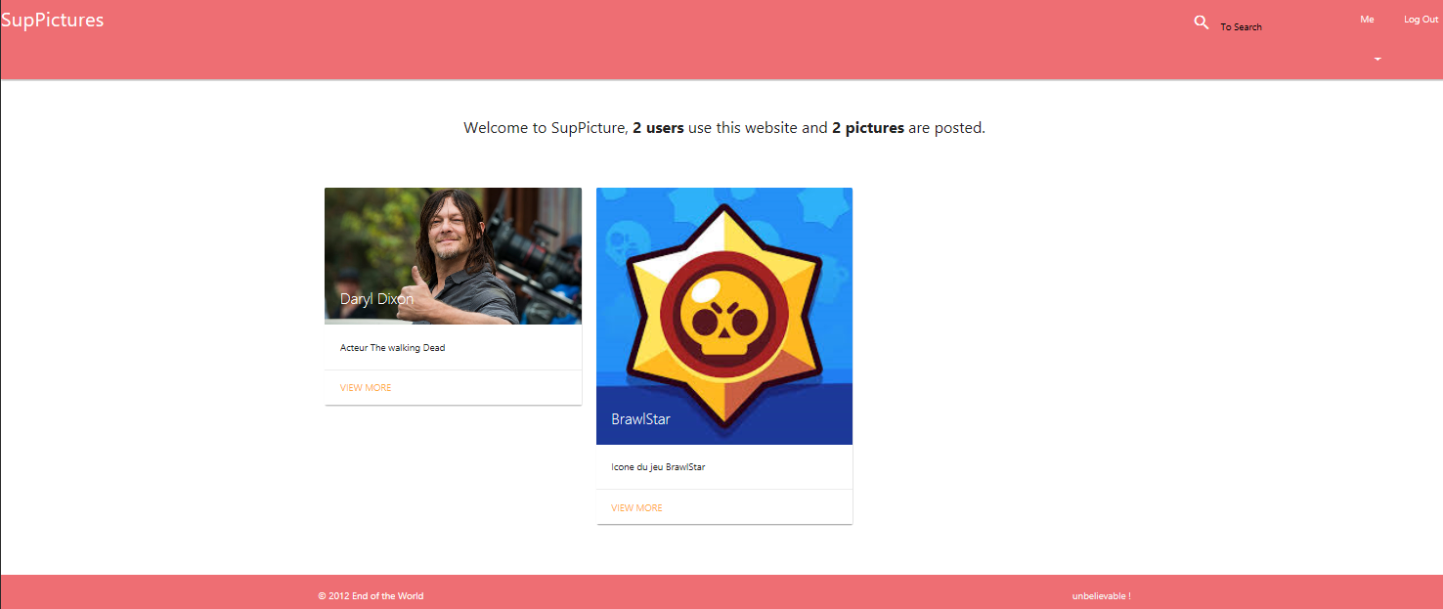 SupPictures
To Search
Me
Log Out
Welcome to SupPicture, 2 users use this website and 2 pictures are posted.
Daryl Dixon
Acteur The walking Dead
VIEW MORE
BrawlStar
Icone du jeu BrawlStar
VIEW MORE
© 2012 End of the World
unbelievable !